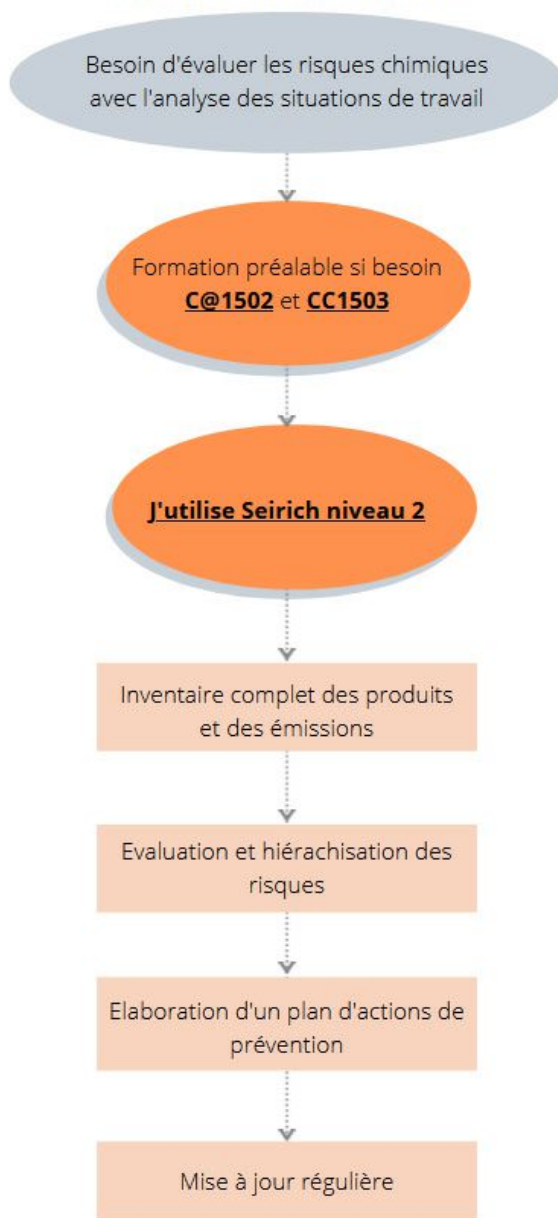 Besoin d'évaluer les risques chimiques
avec l'analyse des situations de travail
Formation préalable si besoin
C@1502 et CC1503
J'utilise Seirich niveau 2
Inventaire complet des produits
et des émissions
Evaluation et hiérachisation des
risques
Elaboration d'un plan d'actions de
prévention
Mise à jour régulière